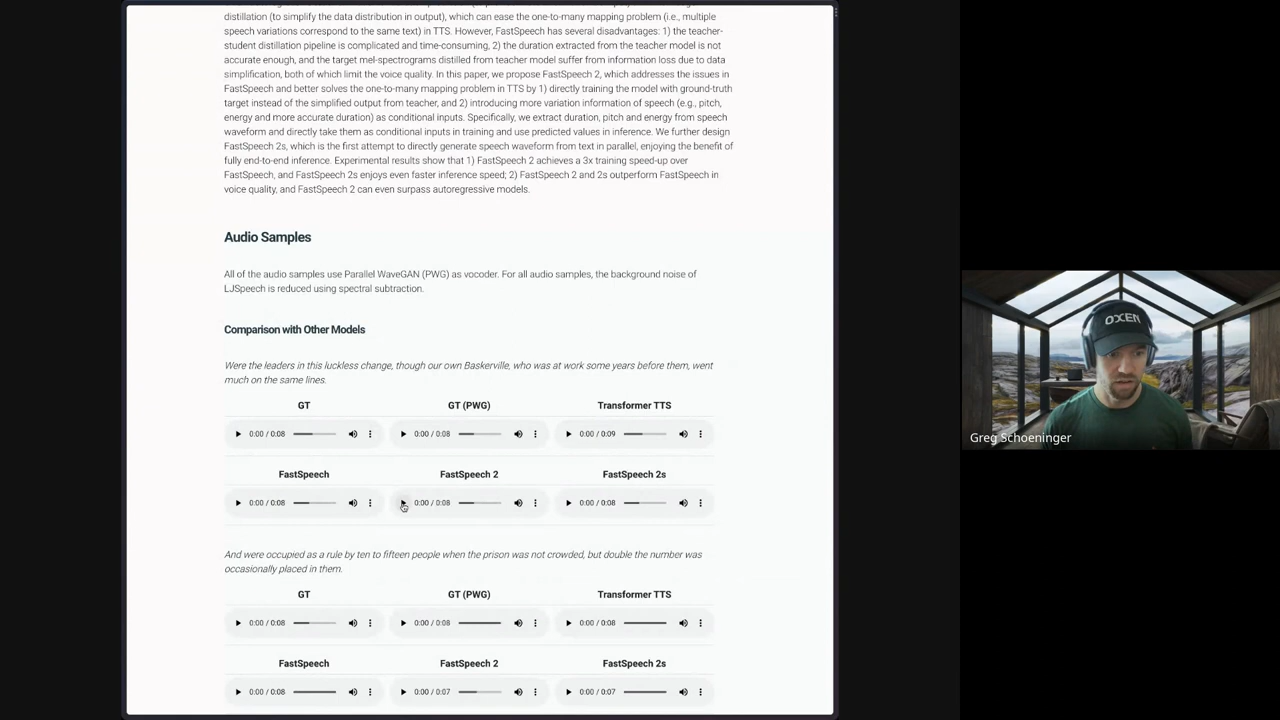 distillation (to simplify the data distribution in output), which can ease the one-to-many mapping problem (i.e., multiple
speech variations correspond to the same text) in TTS. However, FastSpeech has several disadvantages: 1) the teacher-
student distillation pipeline is complicated and time-consuming, 2) the duration extracted from the teacher model is not
accurate enough, and the target mel-spectrograms distilled from teacher model suffer from information loss due to data
simplification, both of which limit the voice quality. In this paper, we propose FastSpeech 2, which addresses the issues in
FastSpeech and better solves the one-to-many mapping problem in TTS by 1) directly training the model with ground-truth
target instead of the simplified output from teacher, and 2) introducing more variation information of speech (e.g., pitch,
energy and more accurate duration) as conditional inputs. Specifically, we extract duration, pitch and energy from speech
waveform and directly take them as conditional inputs in training and use predicted values in inference. We further design
FastSpeech 2s, which is the first attempt to directly generate speech waveform from text in parallel, enjoying the benefit of
fully end-to-end inference. Experimental results show that 1) FastSpeech 2 achieves a 3x training speed-up over
FastSpeech, and FastSpeech 2s enjoys even faster inference speed; 2) FastSpeech 2 and 2s outperform FastSpeech in
voice quality, and FastSpeech 2 can even surpass autoregressive models.
Audio Samples
All of the audio samples use Parallel WaveGAN (PWG) as vocoder. For all audio samples, the background noise of
LJSpeech is reduced using spectral subtraction.
Comparison with Other Models
Were the leaders in this luckless change, though our own Baskerville, who was at work some years before them, went
much on the same lines.
GT GT (PWG) Transformer TTS
0:00 / 0:08 0:00 / 0:08 0:00 / 0:09
FastSpeech FastSpeech 2 FastSpeech 2s
0:00 / 0:08 0:00 / 0:08 0:00 / 0:08
And were occupied as a rule by ten to fifteen people when the prison was not crowded, but double the number was
occasionally placed in them.
GT GT (PWG) Transformer TTS
0:00 / 0:08 0:00 / 0:08 0:00 / 0:08
FastSpeech FastSpeech 2 FastSpeech 2s
0:00 / 0:08 0:00 / 0:07 0:00 / 0:07
OXEN
Greg Schoeninger